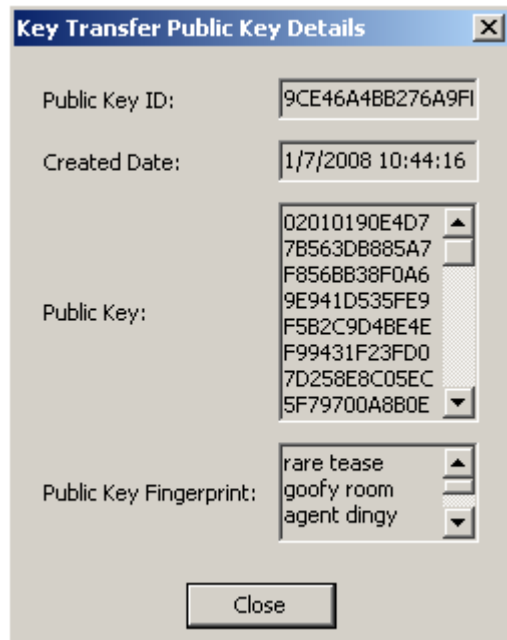 Key Transfer Public Key Details
Public Key ID: 9CE46A4BB276A9F
Created Date: 1/7/2008 10:44:16
Public Key:
02010190E4D7
7B563DB885A7
F856BB38F0A6
9E941D535FE9
F5B2C9D4BE4E
F99431F23FD0
7D258E8C05EC
5F79700A8B0E
Public Key Fingerprint:
rare tease
goofy room
agent dingy
Close